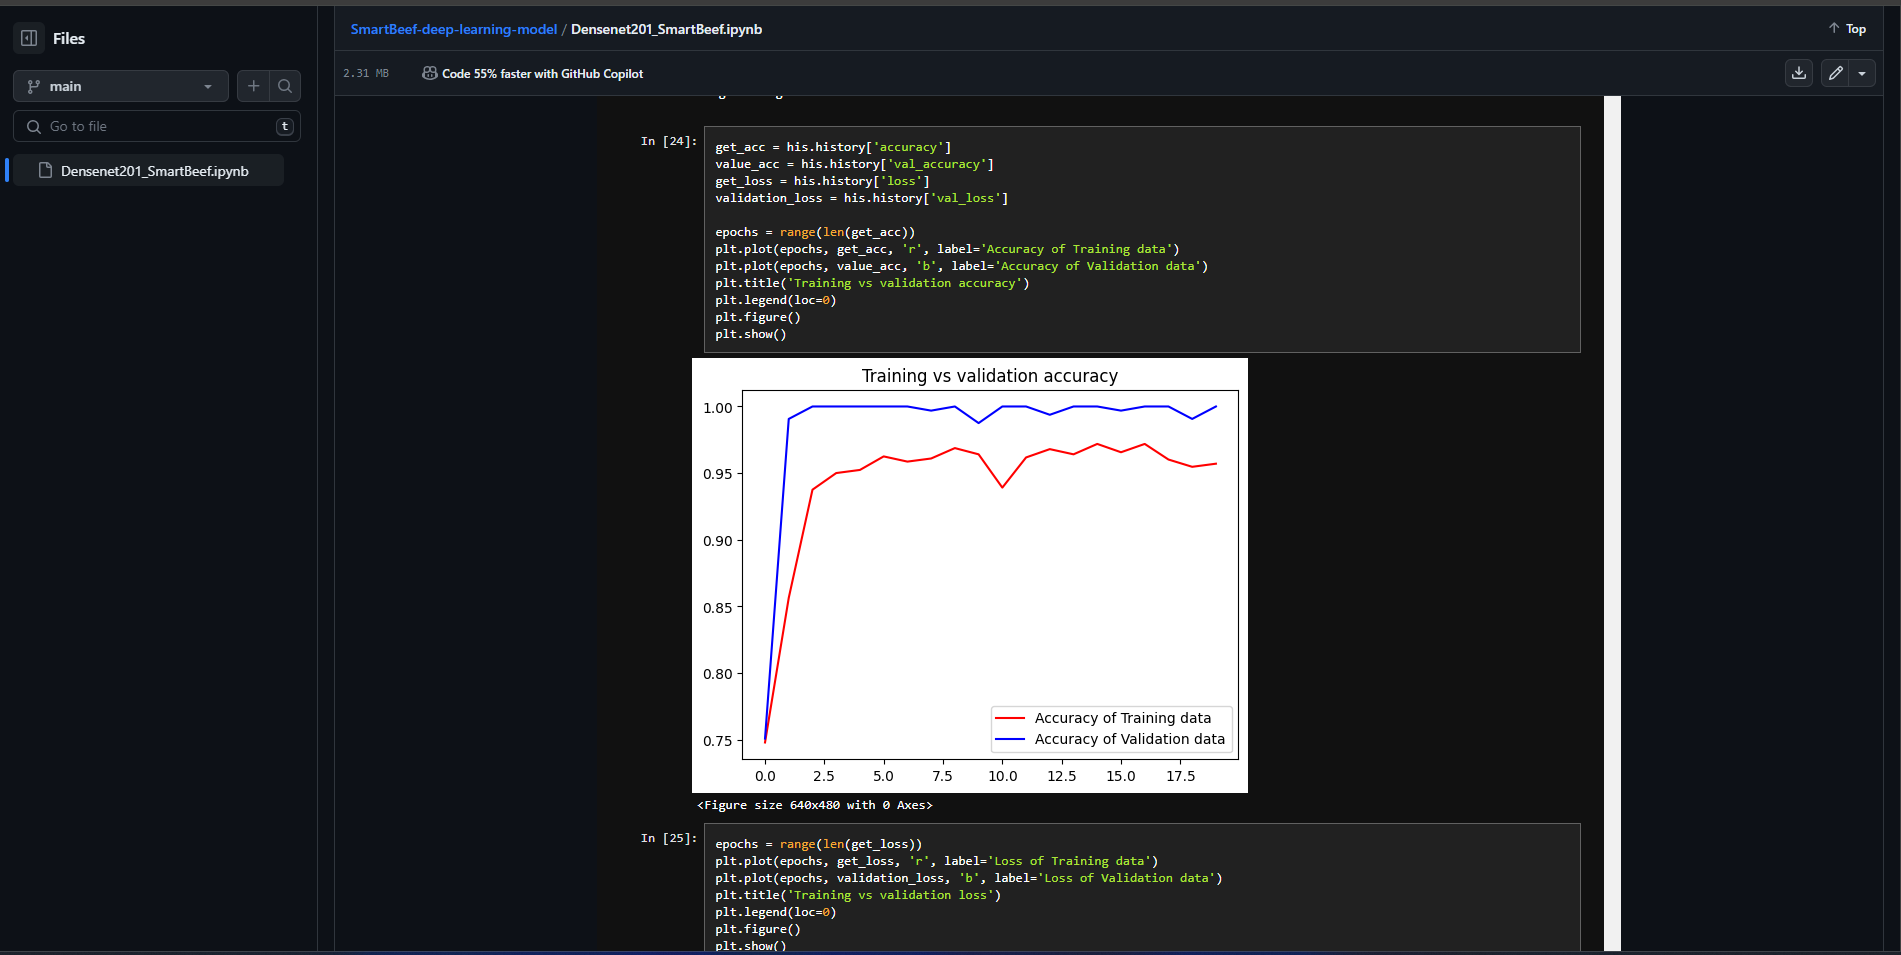 Files
SmartBeef-deep-learning-model / Densenet201_SmartBeef.ipynb
Top
main
2.31 MB
Code 55% faster with GitHub Copilot
Go to file
t
Densenet201_SmartBeef.ipynb
In [24]:
get_acc = his.history['accuracy']
value_acc = his.history['val_accuracy']
get_loss = his.history['loss']
validation_loss = his.history['val_loss']
epochs = range(len(get_acc))
plt.plot(epochs, get_acc, 'r', label='Accuracy of Training data')
plt.plot(epochs, value_acc, 'b', label='Accuracy of Validation data')
plt.title('Training vs validation accuracy')
plt.legend(loc=0)
plt.figure()
plt.show()
Training vs validation accuracy
1.00
0.95
0.90
0.85
0.80
0.75
Accuracy of Training data
Accuracy of Validation data
0.0 2.5 5.0 7.5 10.0 12.5 15.0 17.5
<Figure size 640x480 with 0 Axes>
In [25]:
epochs = range(len(get_loss))
plt.plot(epochs, get_loss, 'r', label='Loss of Training data')
plt.plot(epochs, validation_loss, 'b', label='Loss of Validation data')
plt.title('Training vs validation loss')
plt.legend(loc=0)
plt.figure()
plt.show()